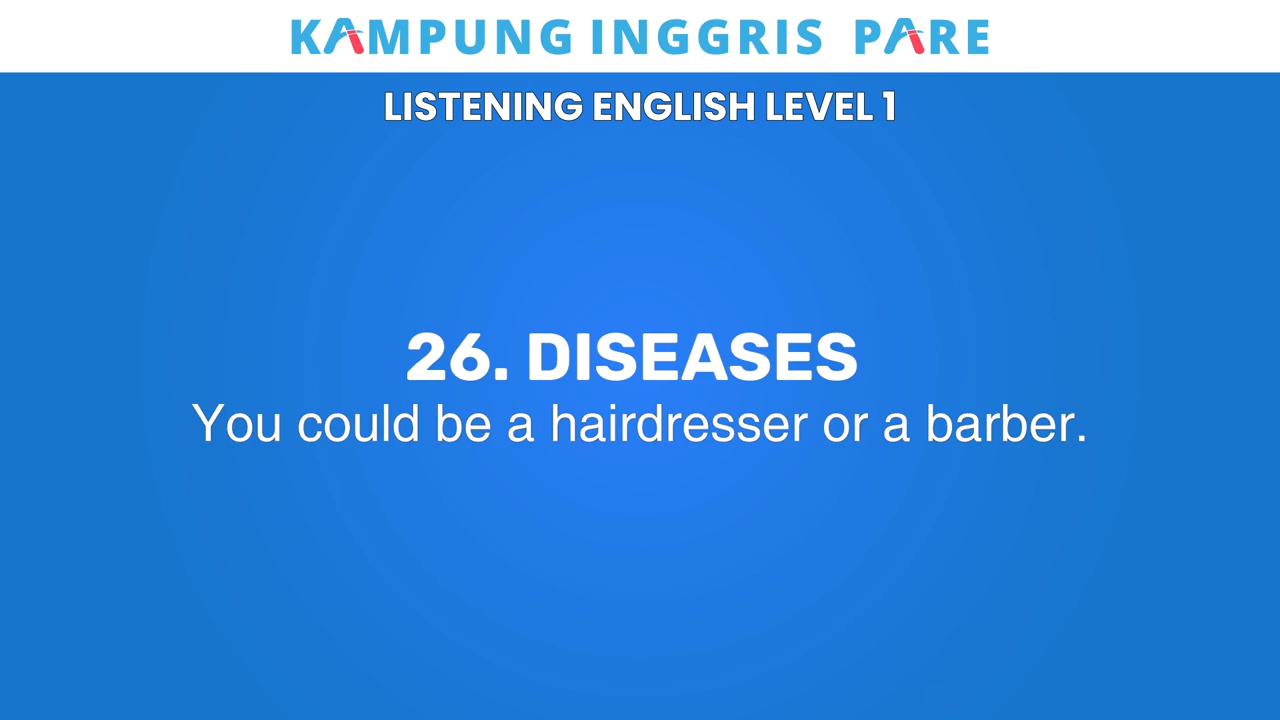 KAMPUNG INGGRIS PARE
LISTENING ENGLISH LEVEL 1
26. DISEASES
You could be a hairdresser or a barber.